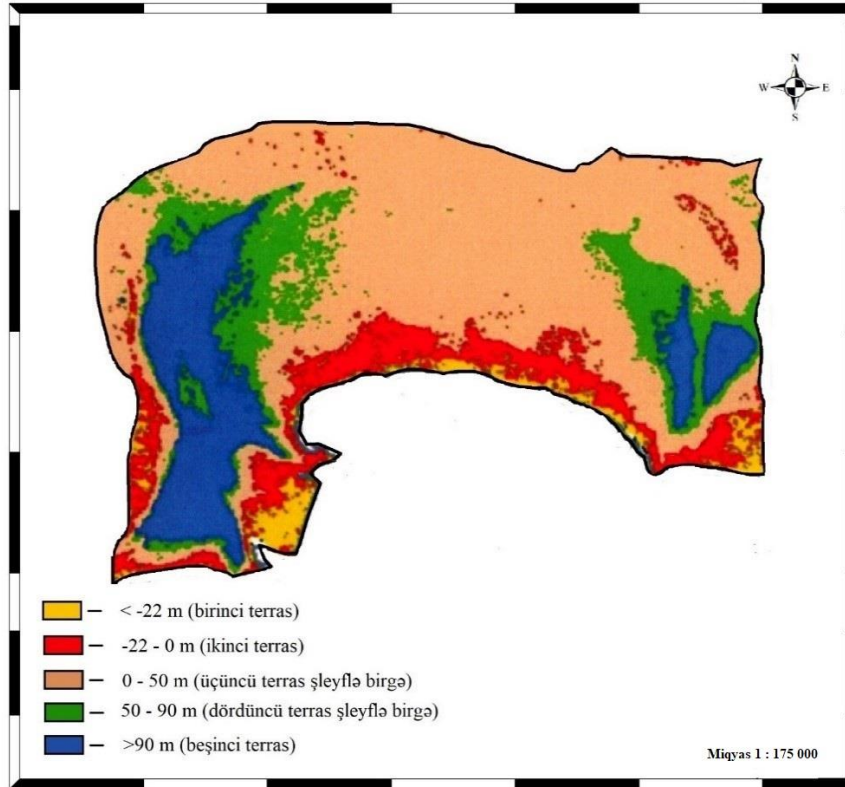 N
W E
S
< -22 m (birinci terras)
-22 - 0 m (ikinci terras)
0 - 50 m (üçüncü terras şleyflə birgə)
50 - 90 m (dördüncü terras şleyflə birgə)
>90 m (beşinci terras)
Miqyas 1 : 175 000